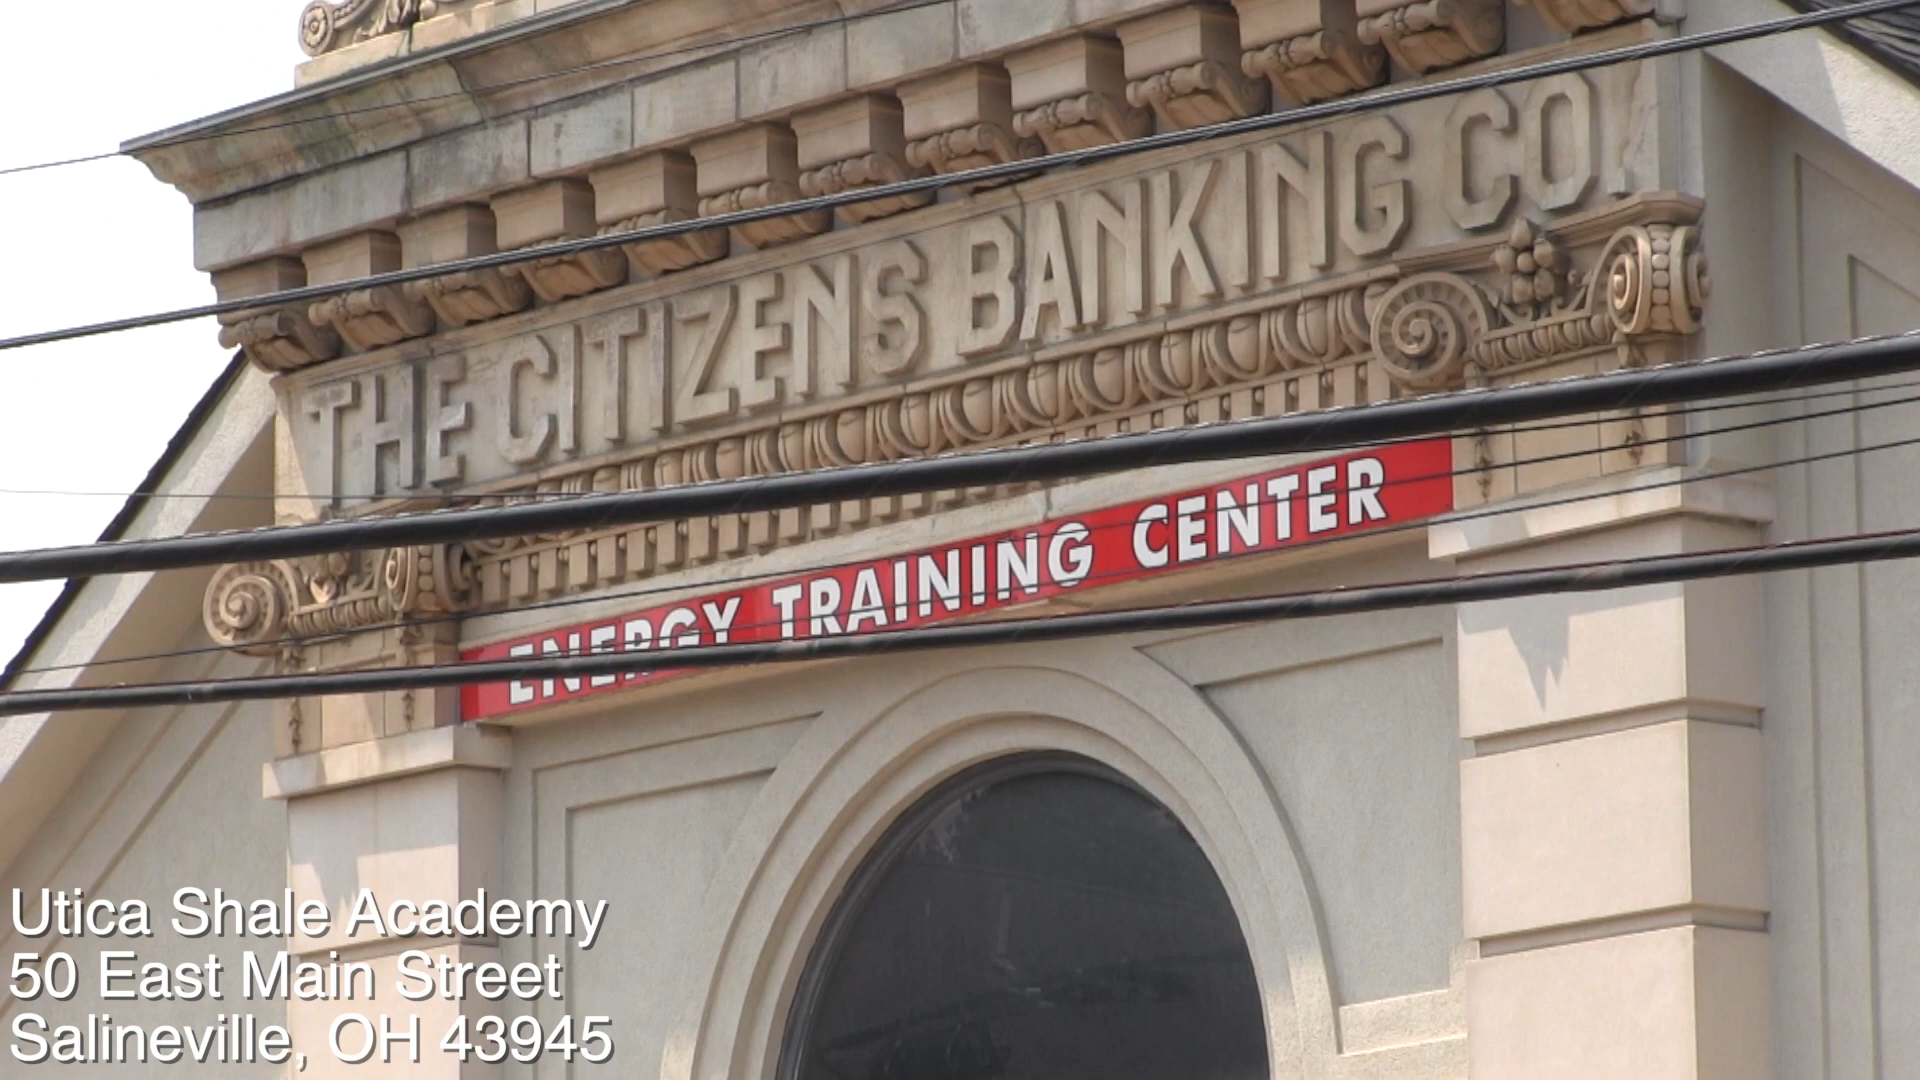 THE CITIZENS BANKING CO.
ENERGY TRAINING CENTER
Utica Shale Academy
50 East Main Street
Salineville, OH 43945